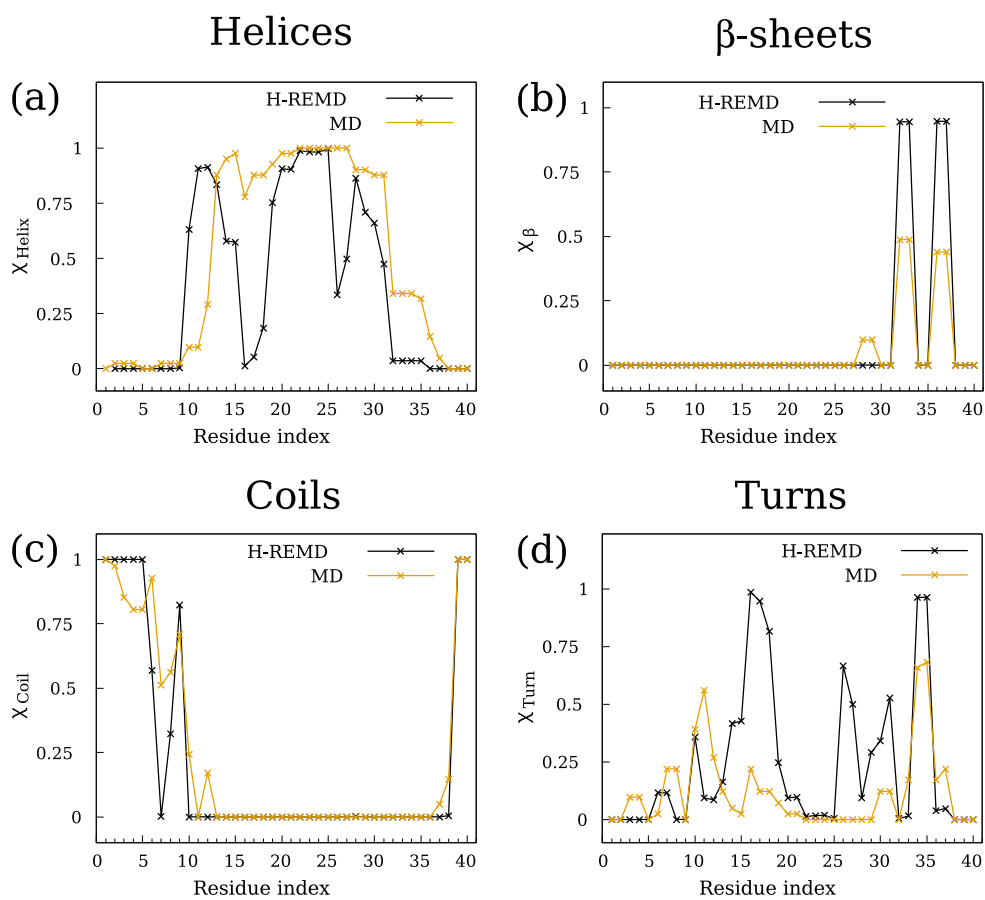 Helices
(a)
H-REMD
MD
1
0.75
0.5
0.25
0
χHelix
0 5 10 15 20 25 30 35 40
Residue index
β-sheets
(b)
H-REMD
MD
1
0.75
0.5
0.25
0
χβ
0 5 10 15 20 25 30 35 40
Residue index
Coils
(c)
H-REMD
MD
1
0.75
0.5
0.25
0
χCoil
0 5 10 15 20 25 30 35 40
Residue index
Turns
(d)
H-REMD
MD
1
0.75
0.5
0.25
0
χTurn
0 5 10 15 20 25 30 35 40
Residue index